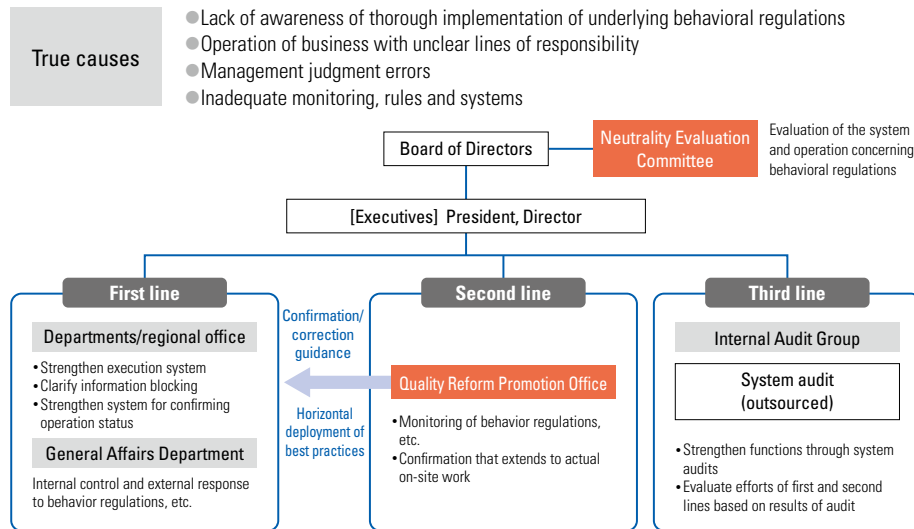 True causes
●Lack of awareness of thorough implementation of underlying behavioral regulations
●Operation of business with unclear lines of responsibility
●Management judgment errors
●Inadequate monitoring, rules and systems
Board of Directors
Neutrality Evaluation
Committee
Evaluation of the system
and operation concerning
behavioral regulations
[Executives] President, Director
First line
Departments/regional office
•Strengthen execution system
•Clarify information blocking
•Strengthen system for confirming
operation status
General Affairs Department
Internal control and external response
to behavior regulations, etc.
Confirmation/
correction
guidance
Horizontal
deployment of
best practices
Second line
Quality Reform Promotion Office
•Monitoring of behavior regulations,
etc.
•Confirmation that extends to actual
on-site work
Third line
Internal Audit Group
System audit
(outsourced)
•Strengthen functions through system
audits
•Evaluate efforts of first and second
lines based on results of audit